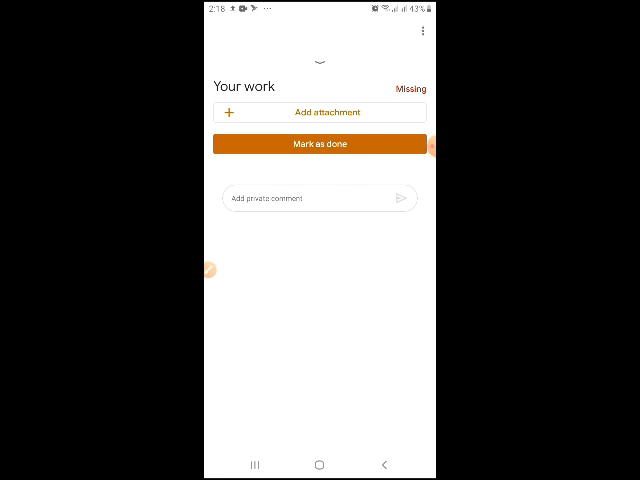 2:18 ... 43%
Your work
Missing
+ Add attachment
Mark as done
Add private comment